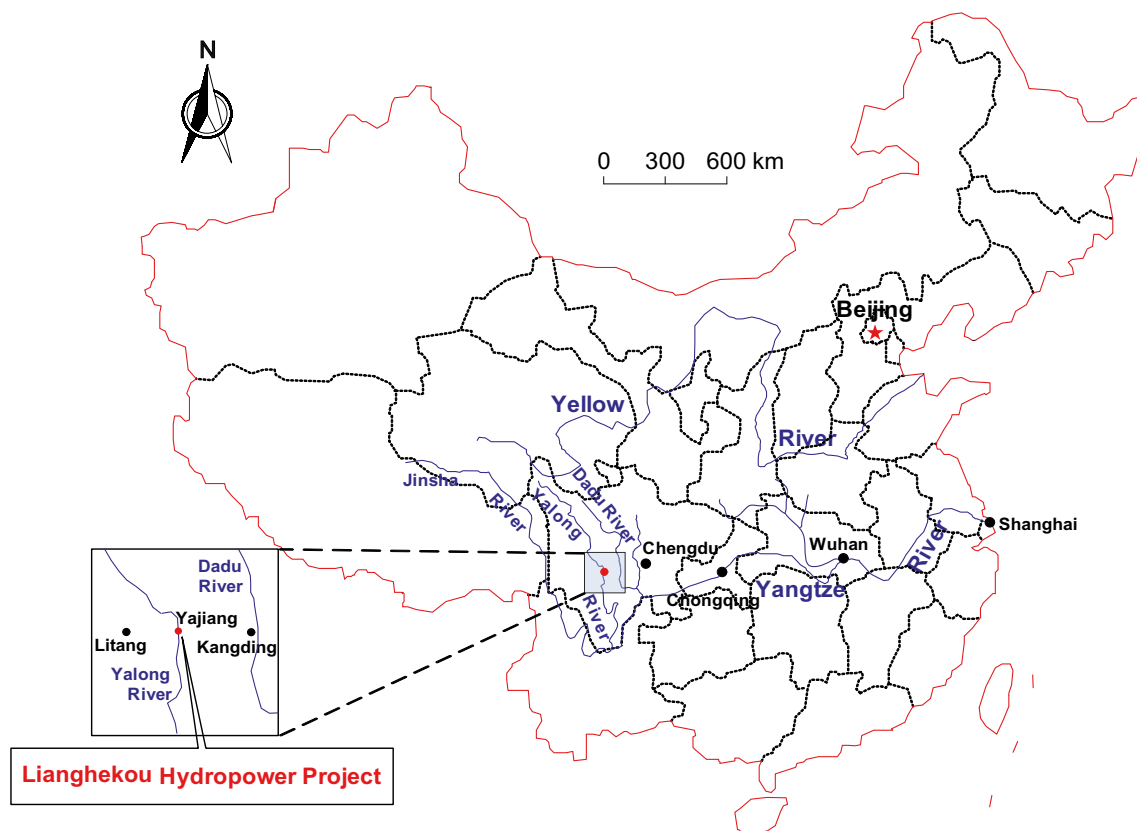 N
0 300 600 km
Beijing
Yellow
River
Jinsha
River
Yalong
River
Dadu River
Chengdu
Chongqing
Wuhan
Yangtze
River
Shanghai
Dadu
River
Yajiang
Litang
Kangding
Yalong
River
Lianghekou Hydropower Project